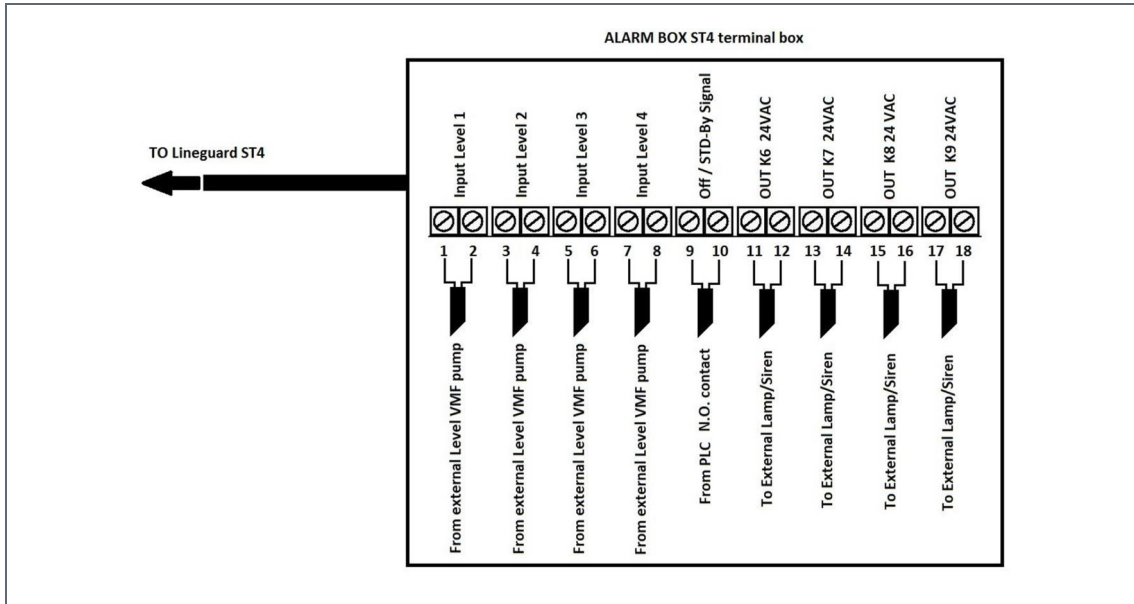 ALARM BOX ST4 terminal box
TO Lineguard ST4
Input Level 1
Input Level 2
Input Level 3
Input Level 4
Off / STD-By Signal
OUT K6 24VAC
OUT K7 24VAC
OUT K8 24 VAC
OUT K9 24VAC
1 2 3 4 5 6 7 8 9 10 11 12 13 14 15 16 17 18
From external Level VMF pump
From external Level VMF pump
From external Level VMF pump
From external Level VMF pump
From PLC N.O. contact
To External Lamp/Siren
To External Lamp/Siren
To External Lamp/Siren
To External Lamp/Siren